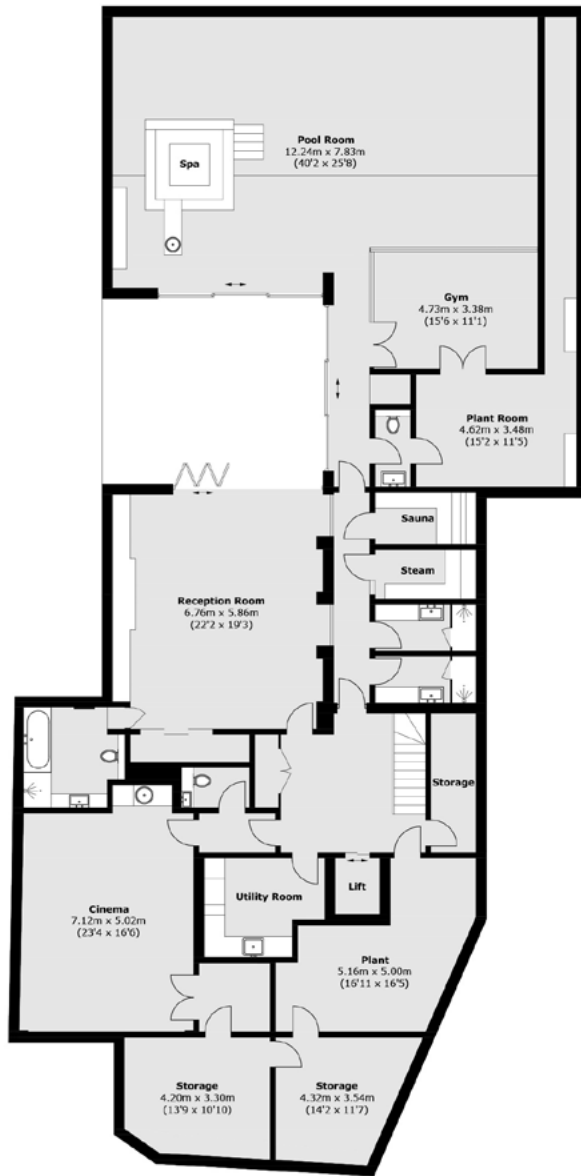 Pool Room
12.24m x 7.83m
(40'2 x 25'8)
Spa
Gym
4.73m x 3.38m
(15'6 x 11'1)
Plant Room
4.62m x 3.48m
(15'2 x 11'5)
Sauna
Steam
Reception Room
6.76m x 5.86m
(22'2 x 19'3)
Storage
Lift
Utility Room
Cinema
7.12m x 5.02m
(23'4 x 16'6)
Plant
5.16m x 5.00m
(16'11 x 16'5)
Storage
4.20m x 3.30m
(13'9 x 10'10)
Storage
4.32m x 3.54m
(14'2 x 11'7)